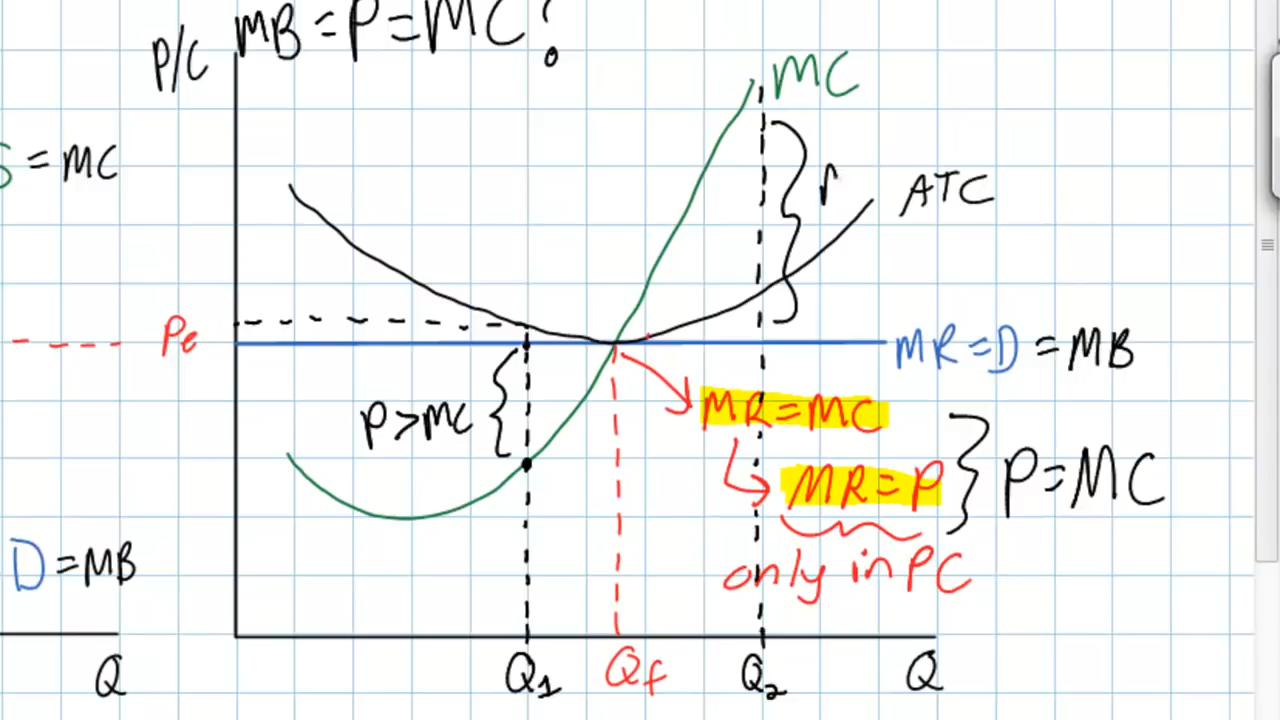 MB = P = MC?
P/C
MC
S = MC
r
ATC
Pe
MR = D = MB
P>MC
MR = MC
MR = P
P = MC
only in PC
D = MB
Q
Q1
Qf
Q2
Q